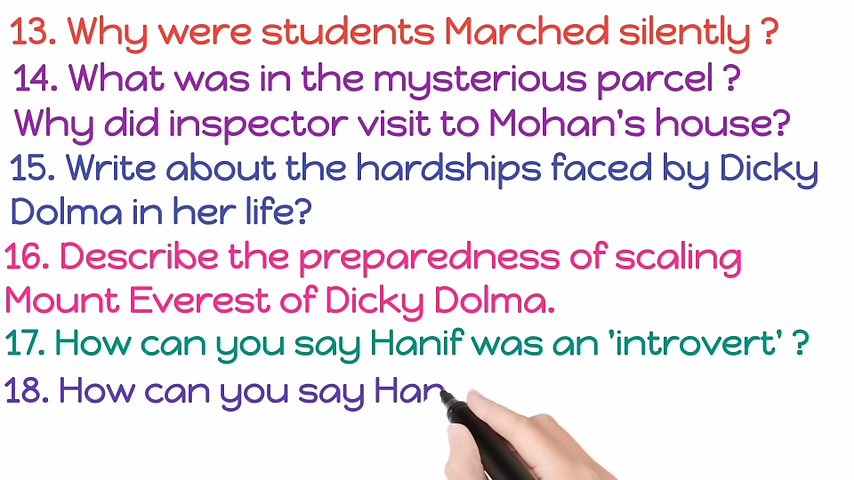 13. Why were students Marched silently ?
14. What was in the mysterious parcel ?
Why did inspector visit to Mohan's house?
15. Write about the hardships faced by Dicky
Dolma in her life?
16. Describe the preparedness of scaling
Mount Everest of Dicky Dolma.
17. How can you say Hanif was an 'introvert' ?
18. How can you say Han